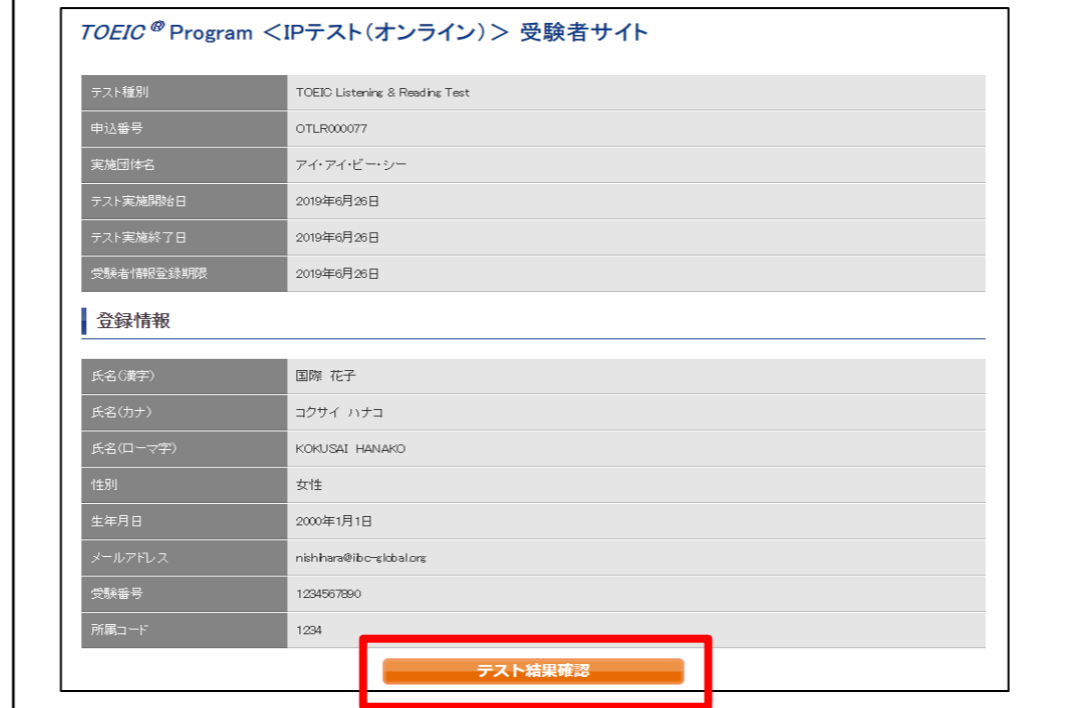 TOEIC® Program ＜IPテスト（オンライン）＞ 受験者サイト
テスト種別 TOEIC Listening & Reading Test
申込番号 OTLR000077
実施団体名 アイ・アイ・ビー・シー
テスト実施開始日 2019年6月26日
テスト実施終了日 2019年6月26日
受験者情報登録期限 2019年6月26日
登録情報
氏名（漢字） 国際 花子
氏名（カナ） コクサイ ハナコ
氏名（ローマ字） KOKUSAI HANAKO
性別 女性
生年月日 2000年1月1日
メールアドレス nishihara@iibc-global.org
受験番号 1234567890
所属コード 1234
テスト結果確認